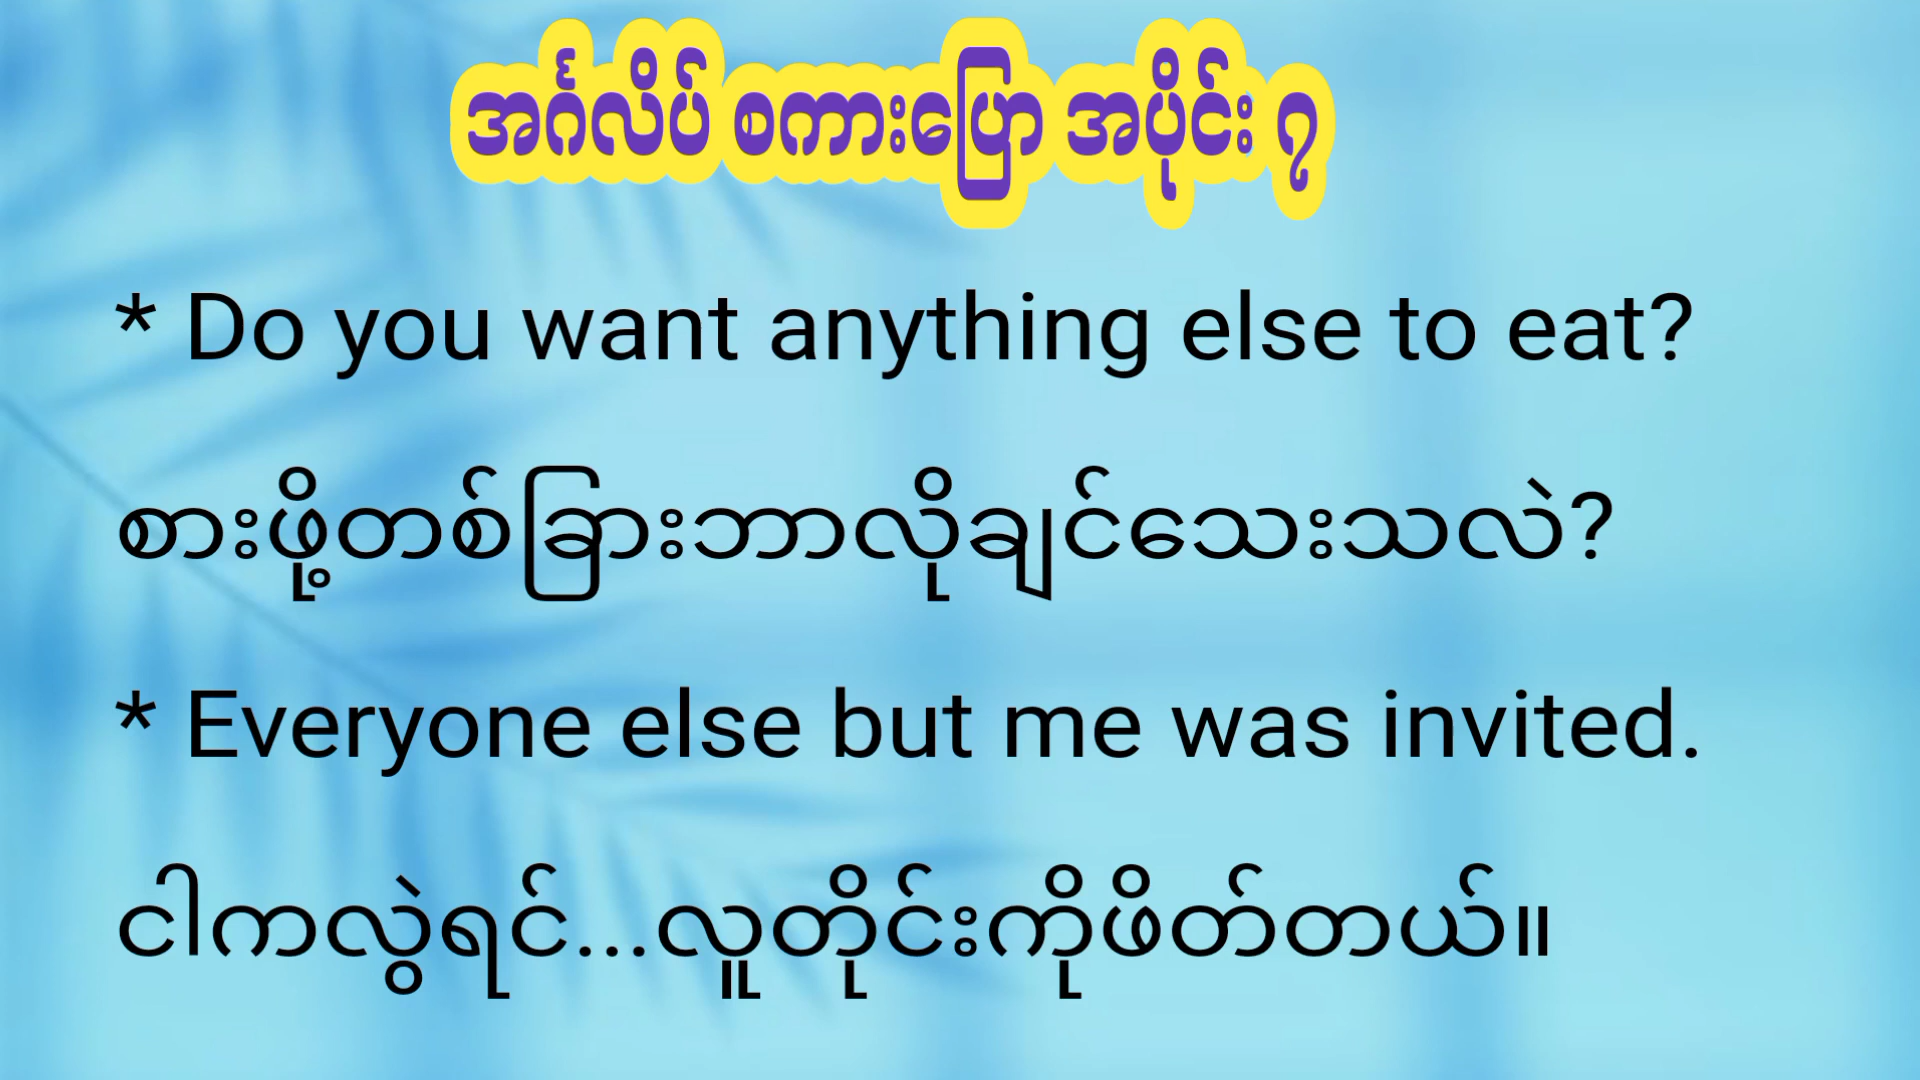 အင်္ဂလိပ် စကားပြော အပိုင်း ၇
* Do you want anything else to eat?
စားဖို့တစ်ခြားဘာလိုချင်သေးသလဲ?
* Everyone else but me was invited.
ငါကလွဲရင်...လူတိုင်းကိုဖိတ်တယ်။